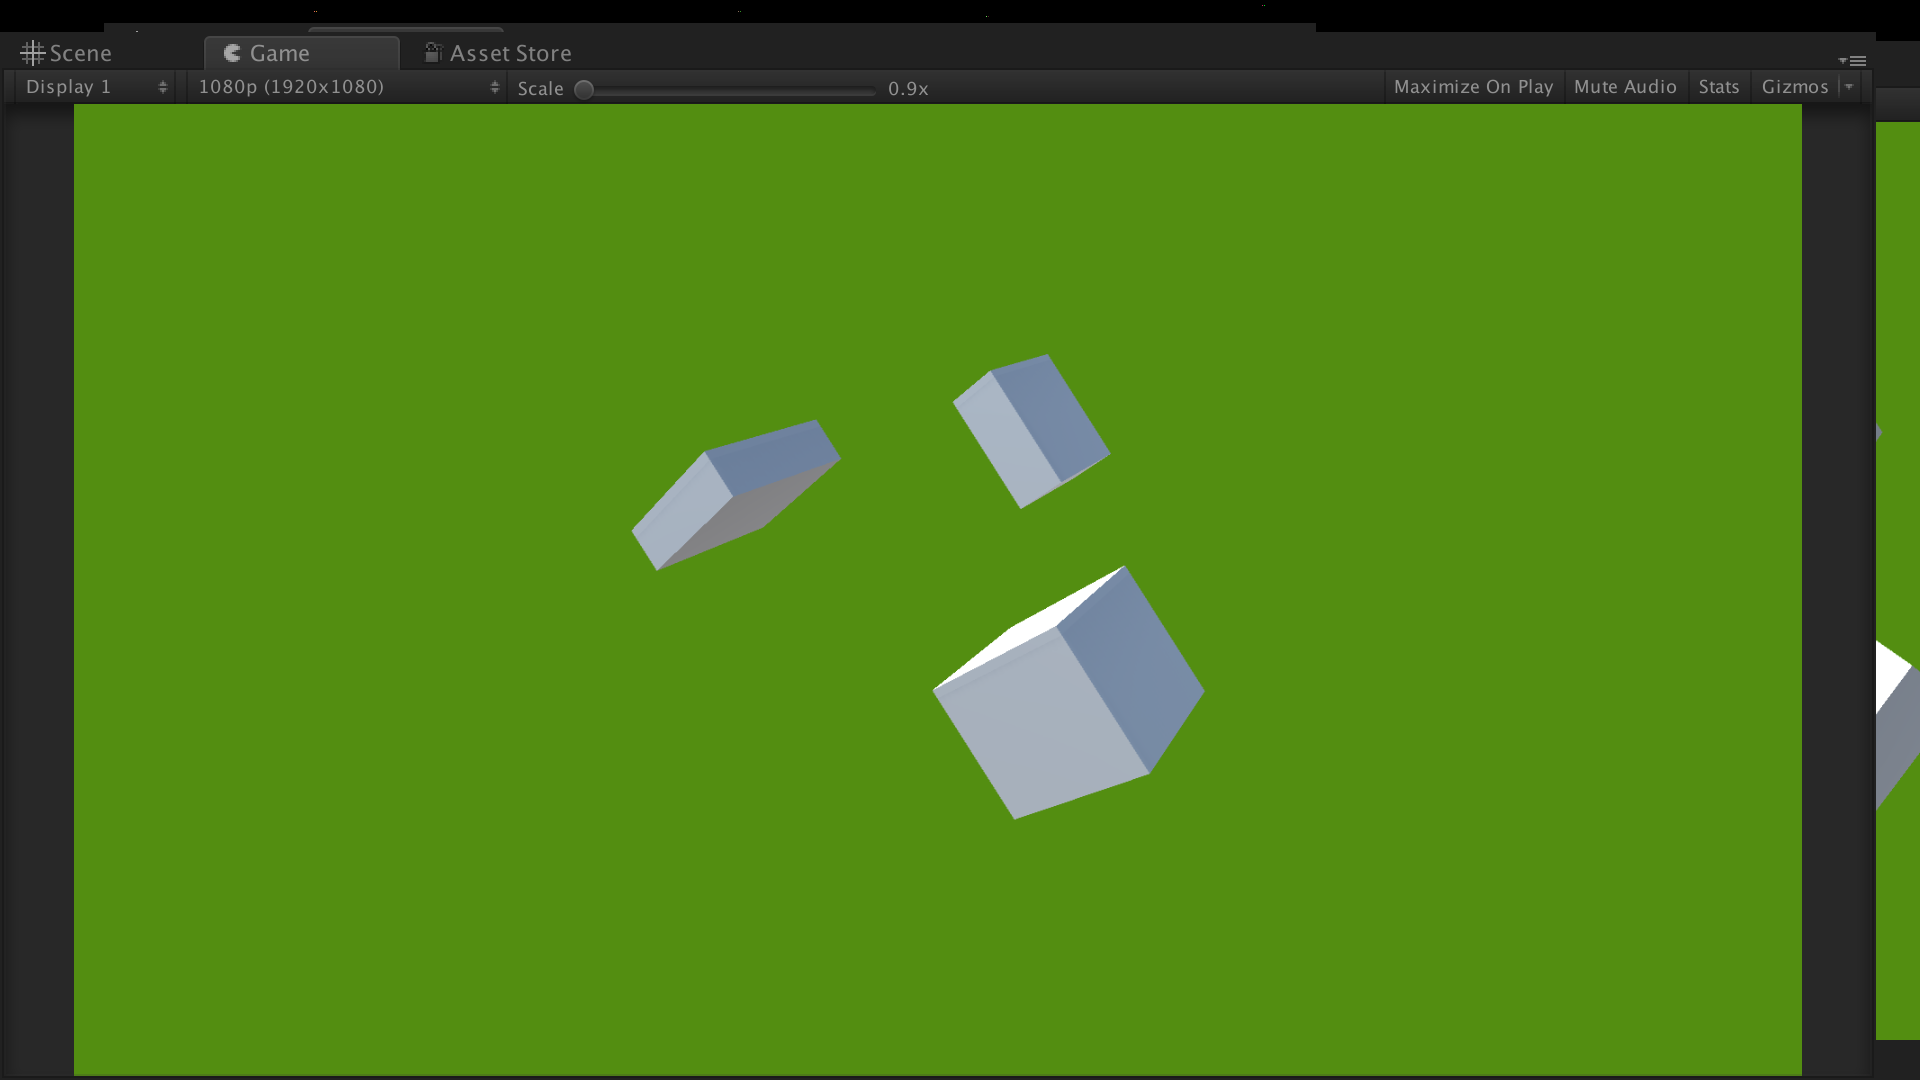 Scene Game Asset Store
Display 1 1080p (1920x1080) Scale 0.9x Maximize On Play Mute Audio Stats Gizmos